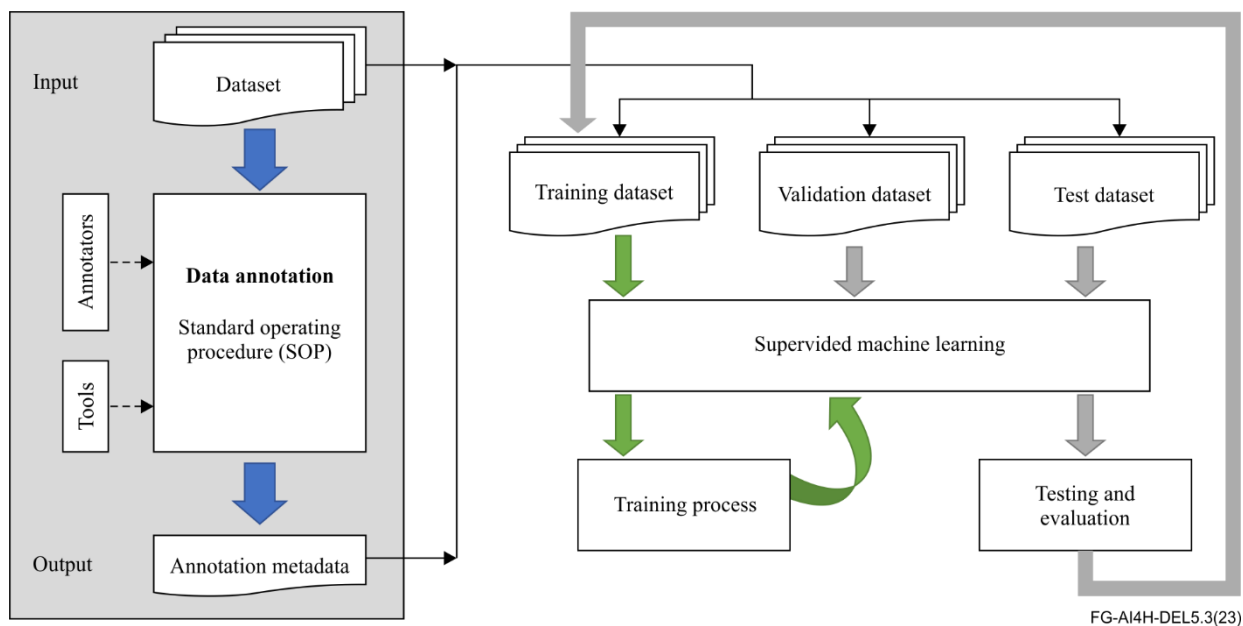 Input
Dataset
Annotators
Data annotation
Standard operating
procedure (SOP)
Tools
Output
Annotation metadata
Training dataset
Validation dataset
Test dataset
Supervided machine learning
Training process
Testing and
evaluation
FG-AI4H-DEL5.3(23)